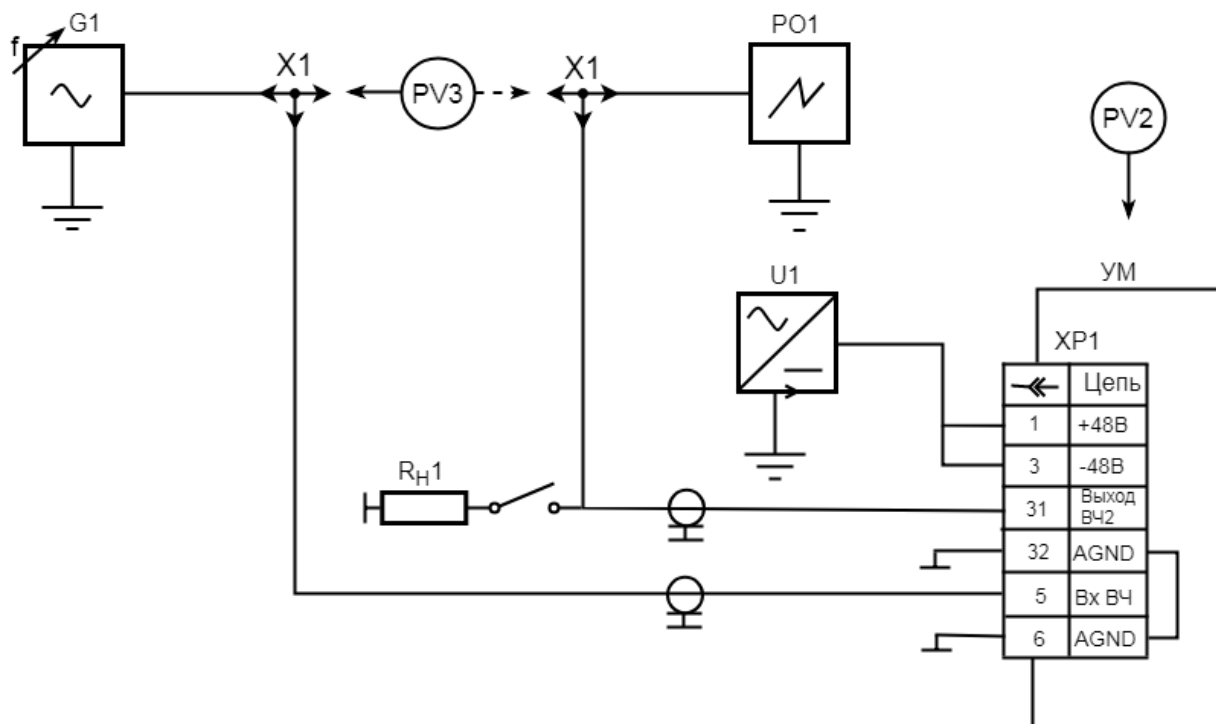 G1
f
X1
PV3
X1
PO1
PV2
U1
УМ
XP1
Цепь
1 +48В
3 -48В
RН1
31 Выход
ВЧ2
32 AGND
5 Вх ВЧ
6 AGND